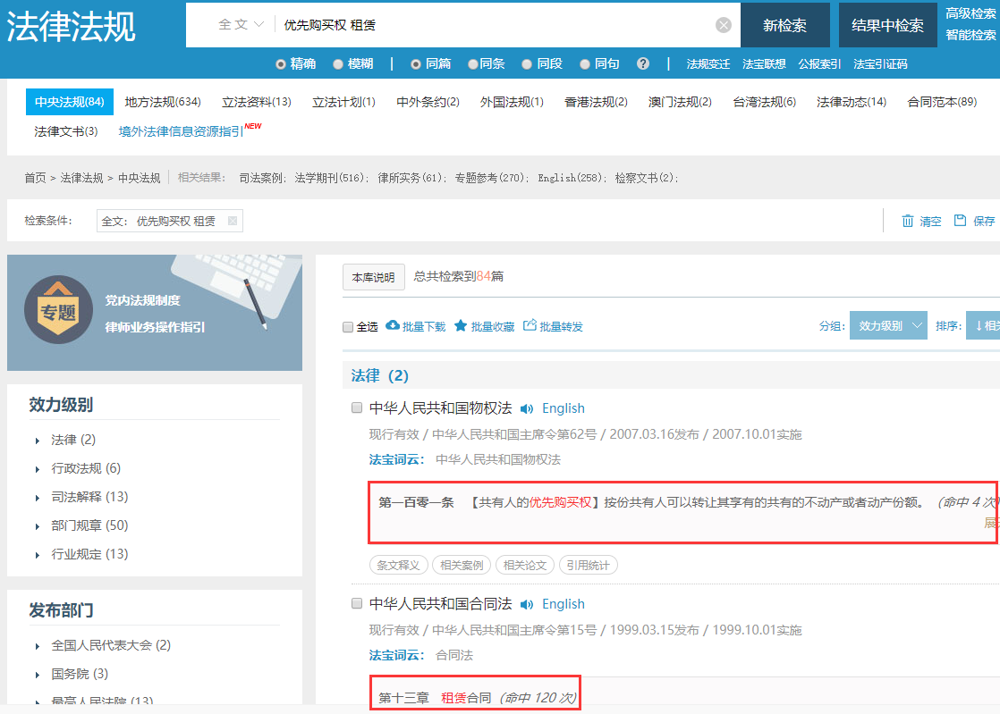 法律法规
全文 优先购买权 租赁 新检索 结果中检索 高级检索
智能检索
精确 模糊 | 同篇 同条 同段 同句 ? | 法规变迁 法宝联想 公报索引 法宝引证码
中央法规(84) 地方法规(634) 立法资料(13) 立法计划(1) 中外条约(2) 外国法规(1) 香港法规(2) 澳门法规(2) 台湾法规(6) 法律动态(14) 合同范本(89)
法律文书(3) 境外法律信息资源指引NEW
首页 > 法律法规 > 中央法规 相关结果: 司法案例; 法学期刊(516); 律所实务(61); 专题参考(270); English(258); 检察文书(2);
检索条件: 全文: 优先购买权 租赁 清空 保存
专题
党内法规制度
律师业务操作指引
效力级别
法律 (2)
行政法规 (6)
司法解释 (13)
部门规章 (50)
行业规定 (13)
发布部门
全国人民代表大会 (2)
国务院 (3)
最高人民法院 (13)
本库说明 总共检索到84篇
全选 批量下载 批量收藏 批量转发 分组: 效力级别 排序: ↓相
法律 (2)
中华人民共和国物权法 English
现行有效 / 中华人民共和国主席令第62号 / 2007.03.16发布 / 2007.10.01实施
法宝词云: 中华人民共和国物权法
第一百零一条 【共有人的优先购买权】按份共有人可以转让其享有的共有的不动产或者动产份额。 (命中 4 次)
展
条文释义 相关案例 相关论文 引用统计
中华人民共和国合同法 English
现行有效 / 中华人民共和国主席令第15号 / 1999.03.15发布 / 1999.10.01实施
法宝词云: 合同法
第十三章 租赁合同 (命中 120 次)